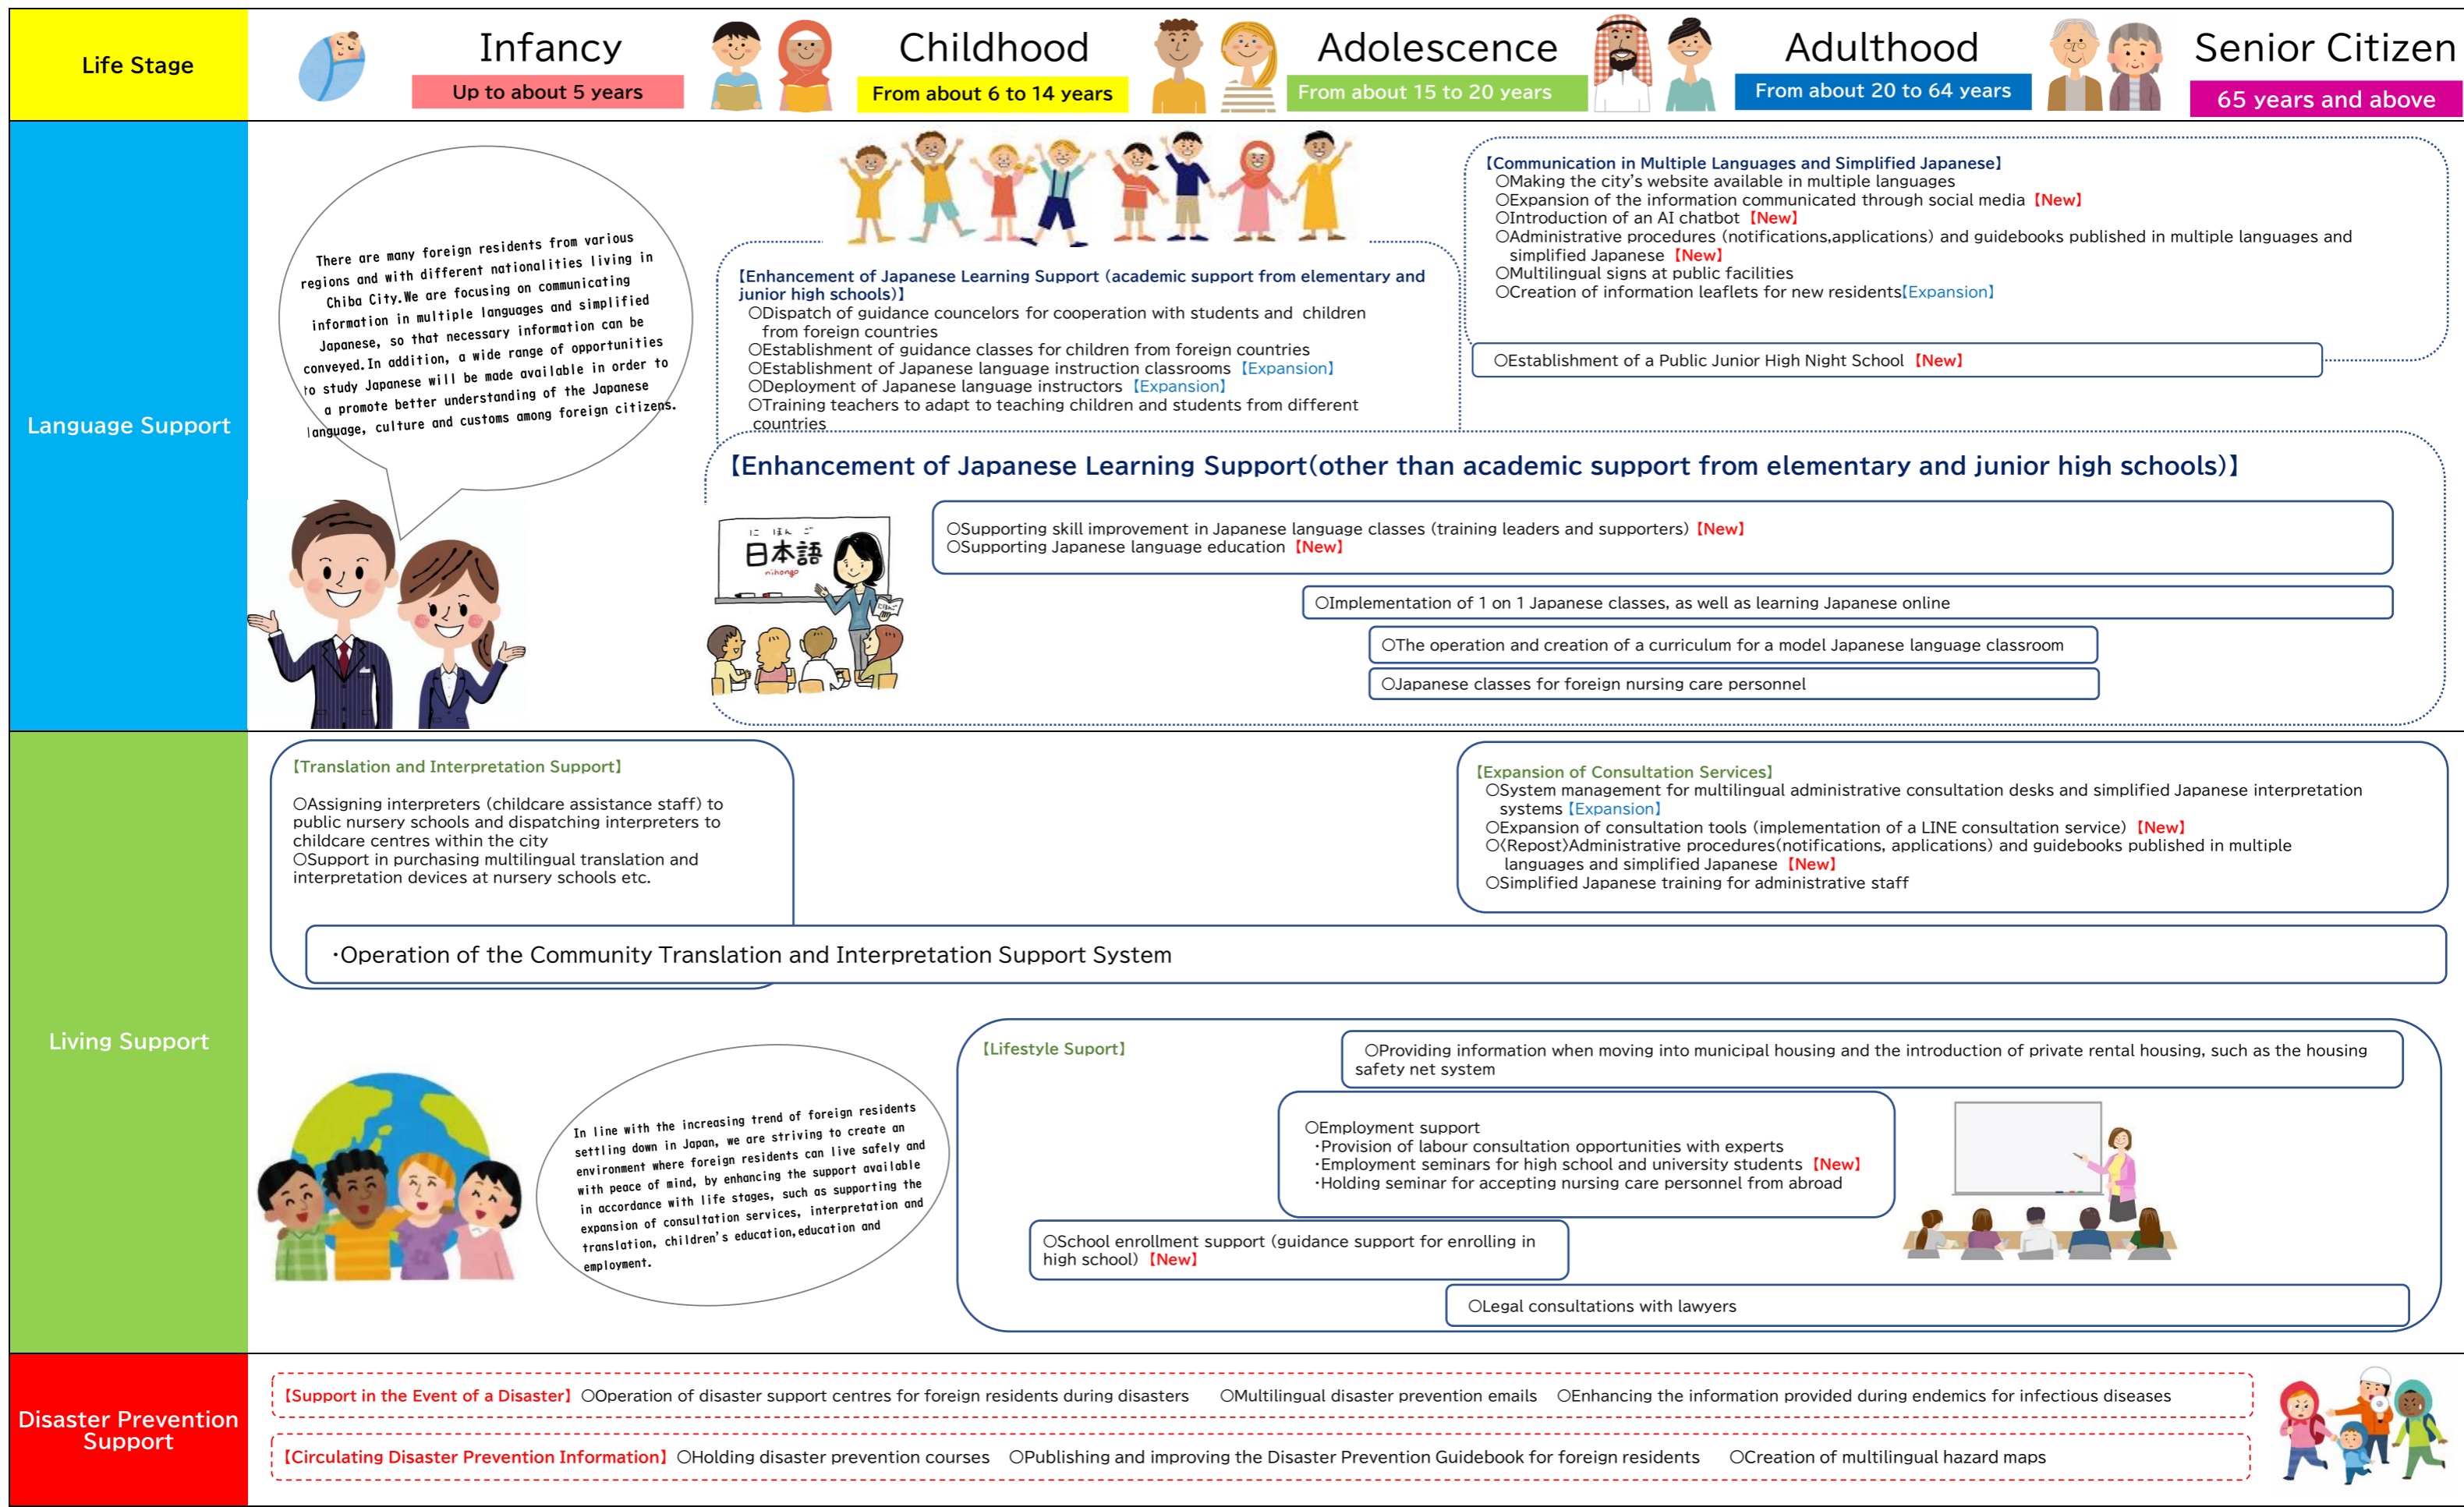 Life Stage
Infancy
Up to about 5 years
Childhood
From about 6 to 14 years
Adolescence
From about 15 to 20 years
Adulthood
From about 20 to 64 years
Senior Citizen
65 years and above
Language Support
There are many foreign residents from various
regions and with different nationalities living in
Chiba City.We are focusing on communicating
information in multiple languages and simplified
Japanese, so that necessary information can be
conveyed.In addition, a wide range of opportunities
to study Japanese will be made available in order to
a promote better understanding of the Japanese
language, culture and customs among foreign citizens.
【Enhancement of Japanese Learning Support (academic support from elementary and
junior high schools)】
〇Dispatch of guidance councelors for cooperation with students and children
from foreign countries
〇Establishment of guidance classes for children from foreign countries
〇Establishment of Japanese language instruction classrooms【Expansion】
〇Deployment of Japanese language instructors【Expansion】
〇Training teachers to adapt to teaching children and students from different
countries
【Communication in Multiple Languages and Simplified Japanese】
〇Making the city's website available in multiple languages
〇Expansion of the information communicated through social media【New】
〇Introduction of an AI chatbot【New】
〇Administrative procedures (notifications,applications) and guidebooks published in multiple languages and
simplified Japanese【New】
〇Multilingual signs at public facilities
〇Creation of information leaflets for new residents【Expansion】
〇Establishment of a Public Junior High Night School【New】
【Enhancement of Japanese Learning Support(other than academic support from elementary and junior high schools)】
にほんご
日本語
nihongo
にほんご
〇Supporting skill improvement in Japanese language classes (training leaders and supporters)【New】
〇Supporting Japanese language education【New】
〇Implementation of 1 on 1 Japanese classes, as well as learning Japanese online
〇The operation and creation of a curriculum for a model Japanese language classroom
〇Japanese classes for foreign nursing care personnel
Living Support
【Translation and Interpretation Support】
〇Assigning interpreters (childcare assistance staff) to
public nursery schools and dispatching interpreters to
childcare centres within the city
〇Support in purchasing multilingual translation and
interpretation devices at nursery schools etc.
【Expansion of Consultation Services】
〇System management for multilingual administrative consultation desks and simplified Japanese interpretation
systems【Expansion】
〇Expansion of consultation tools (implementation of a LINE consultation service)【New】
〇〈Repost〉Administrative procedures(notifications, applications) and guidebooks published in multiple
languages and simplified Japanese【New】
〇Simplified Japanese training for administrative staff
・Operation of the Community Translation and Interpretation Support System
In line with the increasing trend of foreign residents
settling down in Japan, we are striving to create an
environment where foreign residents can live safely and
with peace of mind, by enhancing the support available
in accordance with life stages, such as supporting the
expansion of consultation services, interpretation and
translation, children's education,education and
employment.
【Lifestyle Suport】
〇Providing information when moving into municipal housing and the introduction of private rental housing, such as the housing
safety net system
〇Employment support
・Provision of labour consultation opportunities with experts
・Employment seminars for high school and university students【New】
・Holding seminar for accepting nursing care personnel from abroad
〇School enrollment support (guidance support for enrolling in
high school)【New】
〇Legal consultations with lawyers
Disaster Prevention
Support
【Support in the Event of a Disaster】〇Operation of disaster support centres for foreign residents during disasters 〇Multilingual disaster prevention emails 〇Enhancing the information provided during endemics for infectious diseases
【Circulating Disaster Prevention Information】〇Holding disaster prevention courses 〇Publishing and improving the Disaster Prevention Guidebook for foreign residents 〇Creation of multilingual hazard maps